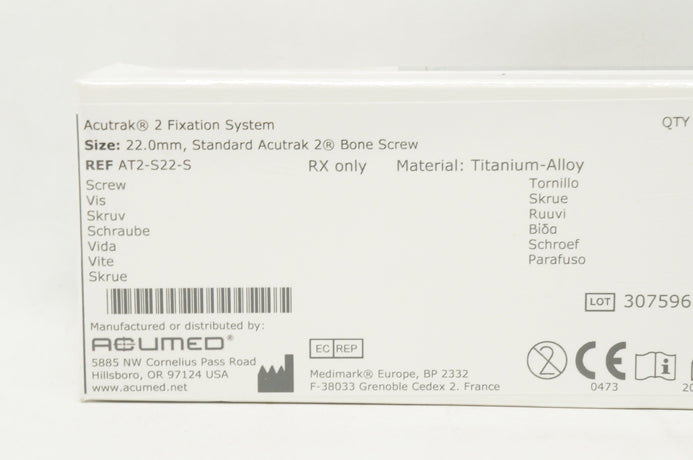 Acutrak® 2 Fixation System
QTY
Size: 22.0mm, Standard Acutrak 2® Bone Screw
REF AT2-S22-S
RX only
Material: Titanium-Alloy
Screw
Vis
Skruv
Schraube
Vida
Vite
Skrue
Tornillo
Skrue
Ruuvi
Βίδα
Schroef
Parafuso
LOT 307596
Manufactured or distributed by:
ACUMED®
5885 NW Cornelius Pass Road
Hillsboro, OR 97124 USA
www.acumed.net
EC REP
Medimark® Europe, BP 2332
F-38033 Grenoble Cedex 2. France
2
CE
0473
i
20